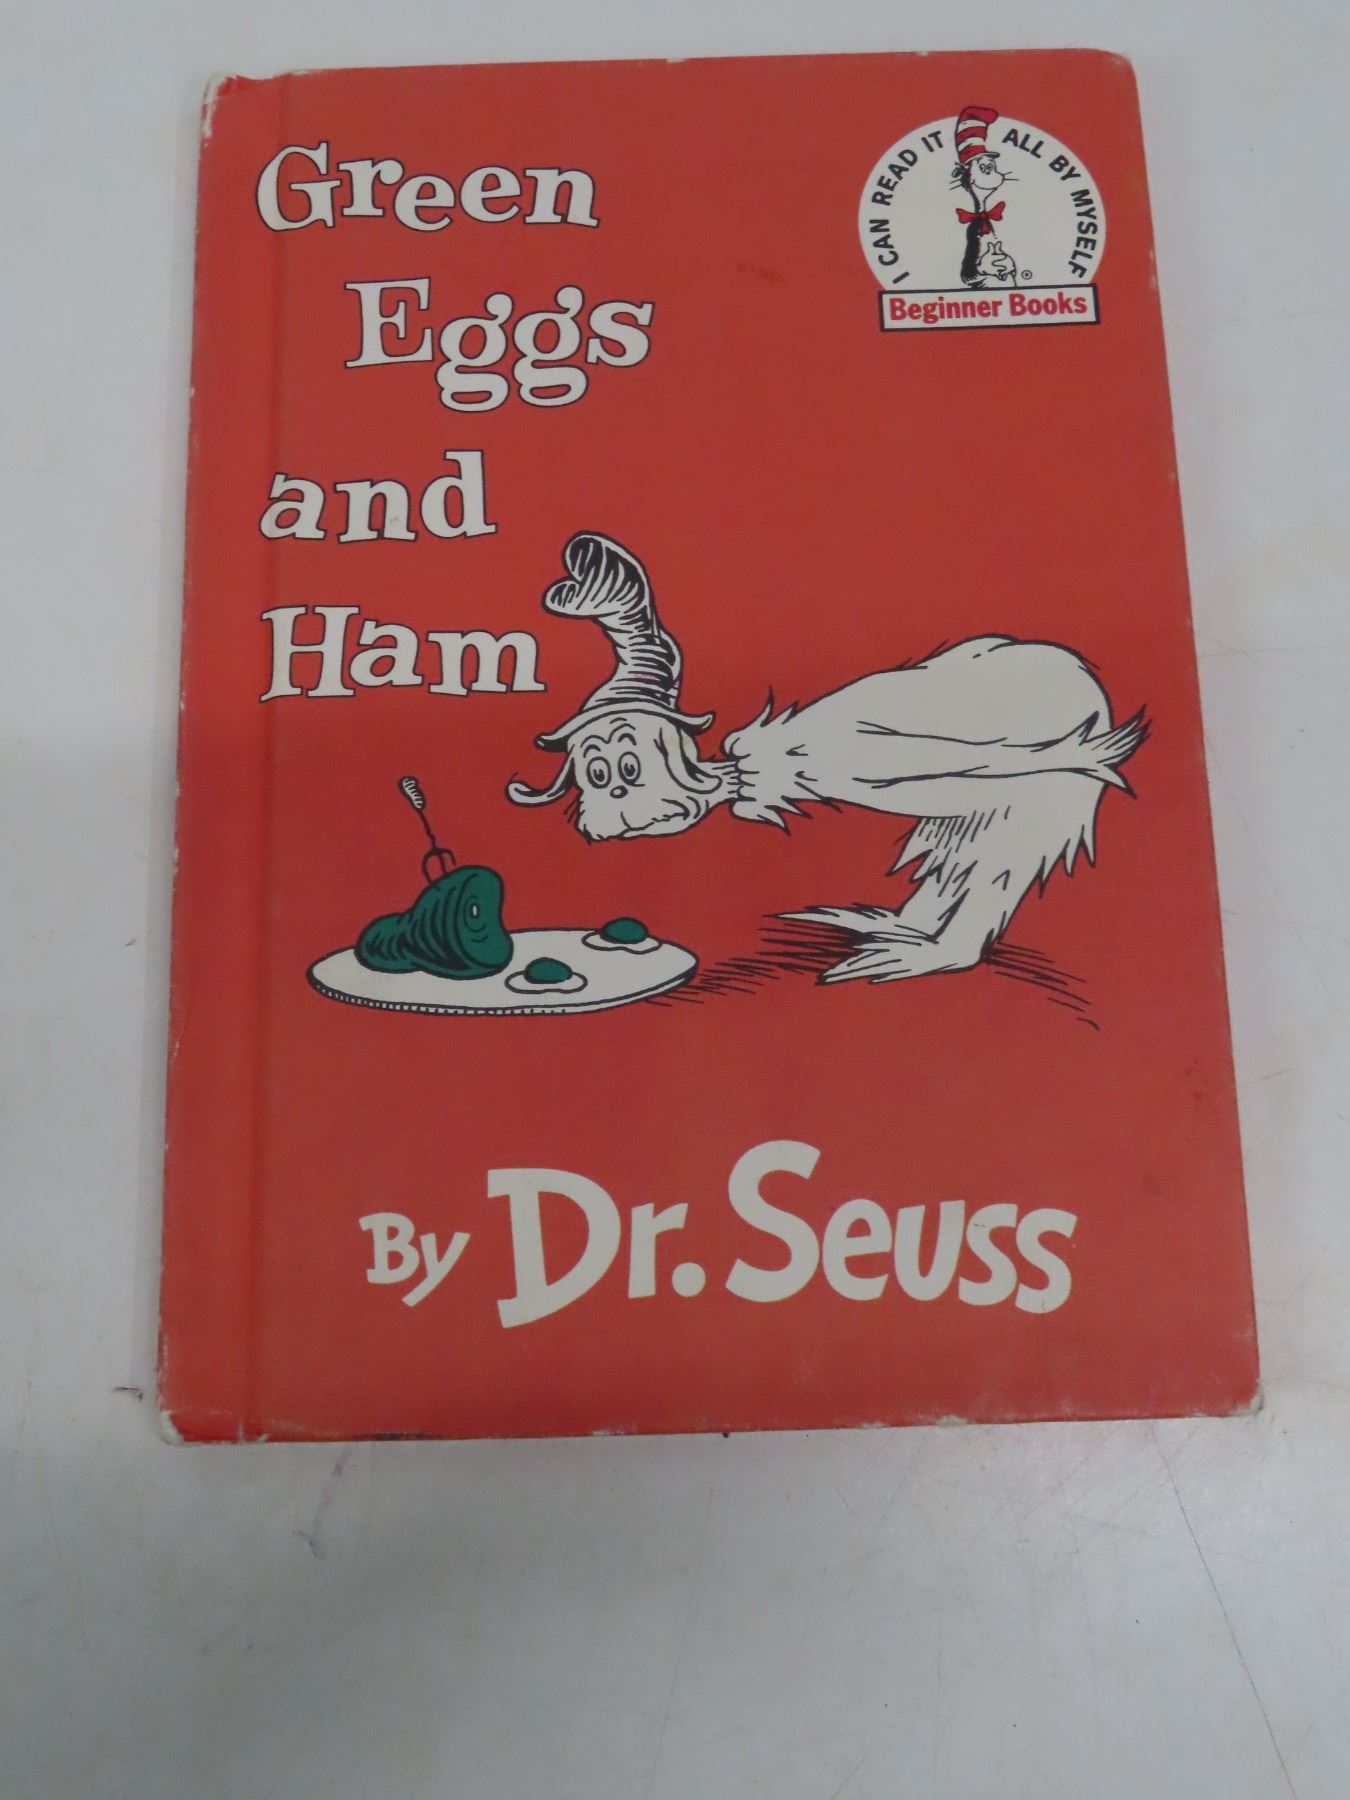 Green
Eggs
and
Ham
I CAN READ IT ALL BY MYSELF
®
Beginner Books
By Dr. Seuss